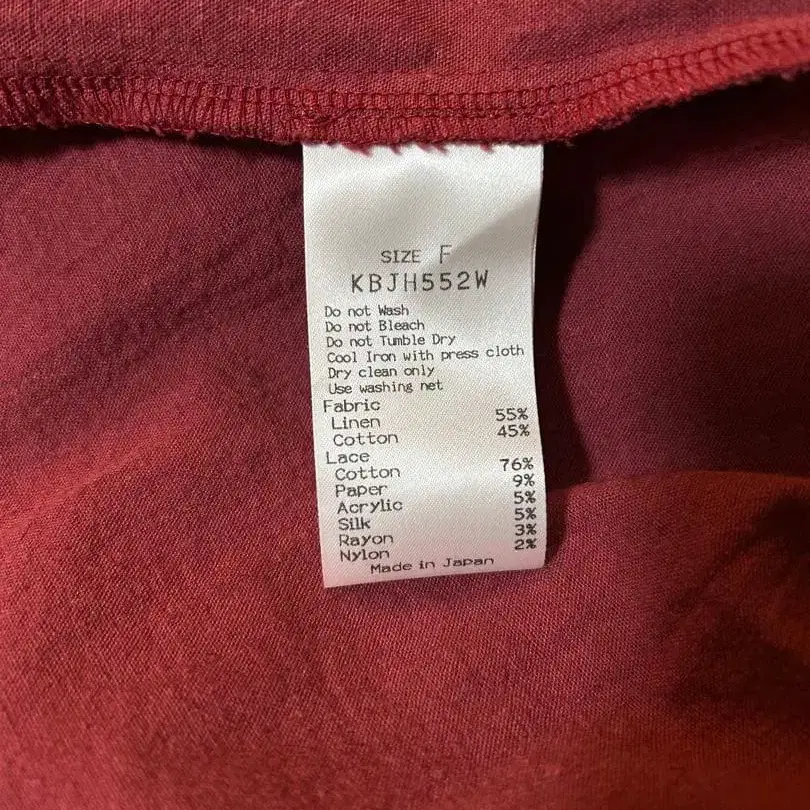 SIZE F
KBJH552W
Do not Wash
Do not Bleach
Do not Tumble Dry
Cool Iron with press cloth
Dry clean only
Use washing net
Fabric
Linen 55%
Cotton 45%
Lace
Cotton 76%
Paper 9%
Acrylic 5%
Silk 5%
Rayon 3%
Nylon 2%
Made in Japan